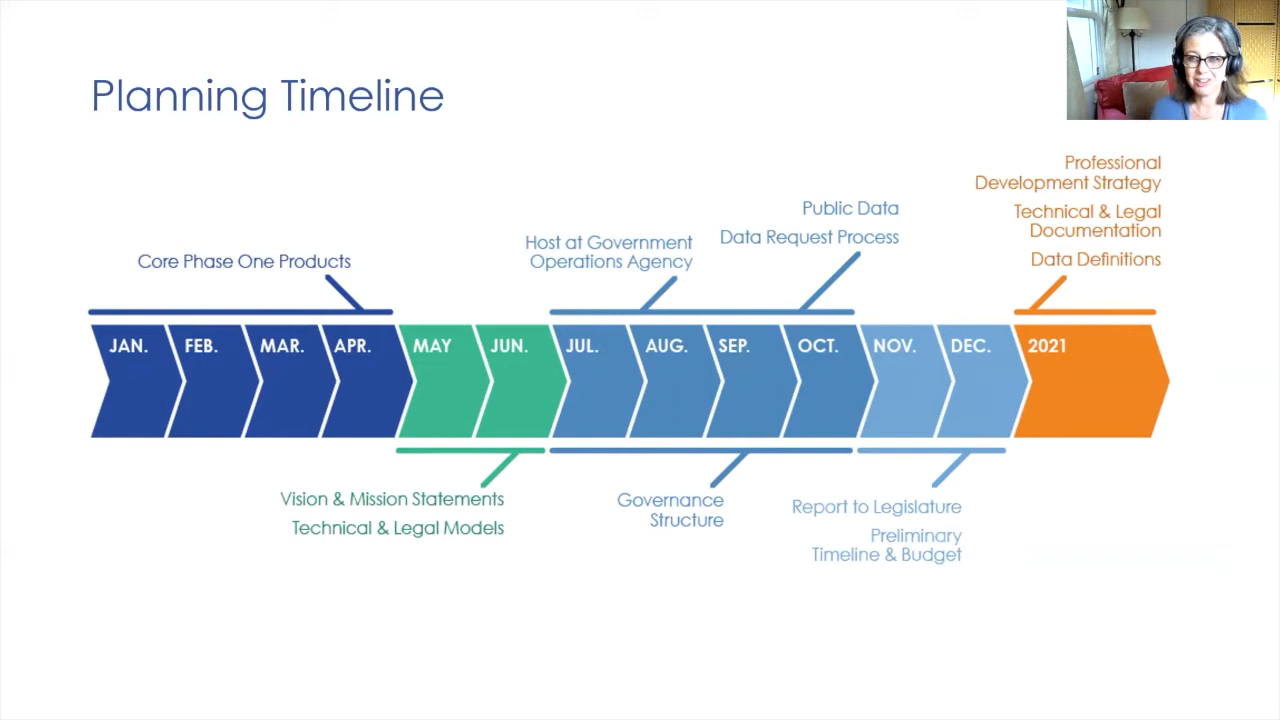 Planning Timeline
Professional
Development Strategy
Technical & Legal
Documentation
Data Definitions
Public Data
Data Request Process
Host at Government
Operations Agency
Core Phase One Products
JAN.
FEB.
MAR.
APR.
MAY
JUN.
JUL.
AUG.
SEP.
OCT.
NOV.
DEC.
2021
Vision & Mission Statements
Technical & Legal Models
Governance
Structure
Report to Legislature
Preliminary
Timeline & Budget